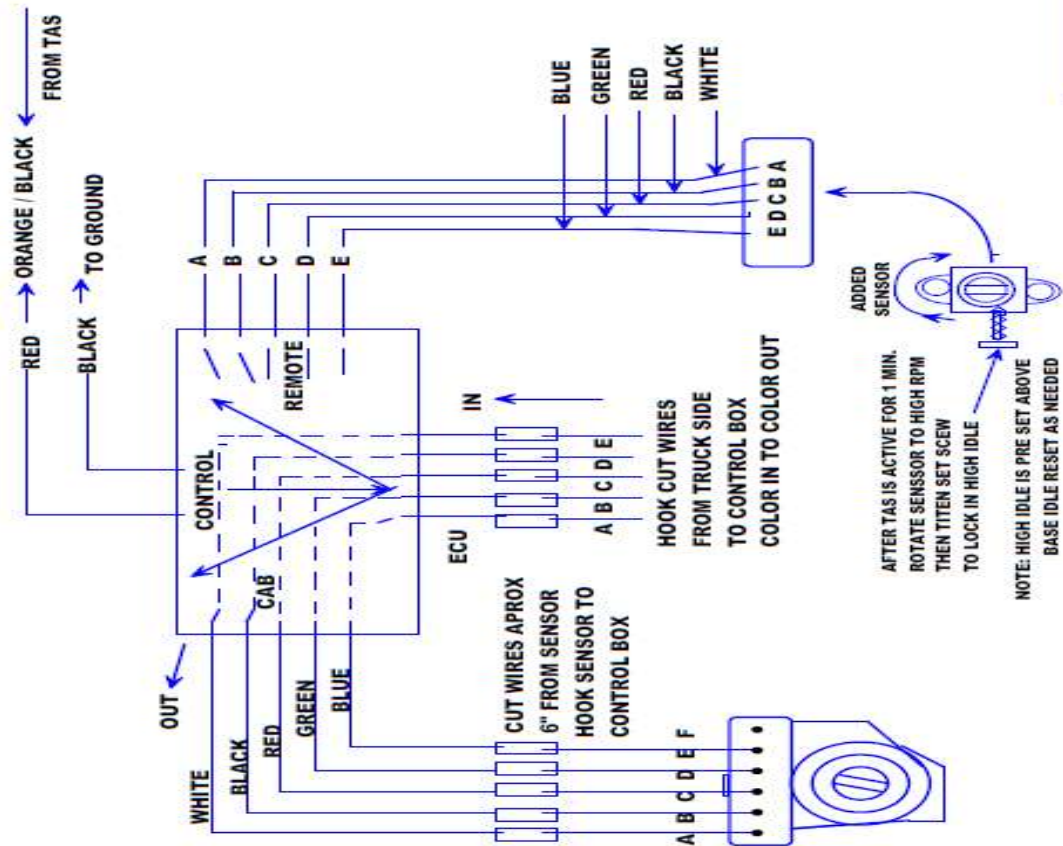 RED
ORANGE / BLACK
FROM TAS
BLACK
TO GROUND
OUT
CONTROL
CAB
REMOTE
WHITE
BLACK
RED
GREEN
BLUE
A
B
C
D
E
BLUE
GREEN
RED
BLACK
WHITE
ECU
IN
A B C D E
HOOK CUT WIRES
FROM TRUCK SIDE
TO CONTROL BOX
COLOR IN TO COLOR OUT
CUT WIRES APROX
6" FROM SENSOR
HOOK SENSOR TO
CONTROL BOX
A B C D E F
E D C B A
ADDED
SENSOR
AFTER TAS IS ACTIVE FOR 1 MIN.
ROTATE SENSSOR TO HIGH RPM
THEN TITEN SET SCREW
TO LOCK IN HIGH IDLE
NOTE: HIGH IDLE IS PRE SET ABOVE
BASE IDLE RESET AS NEEDED